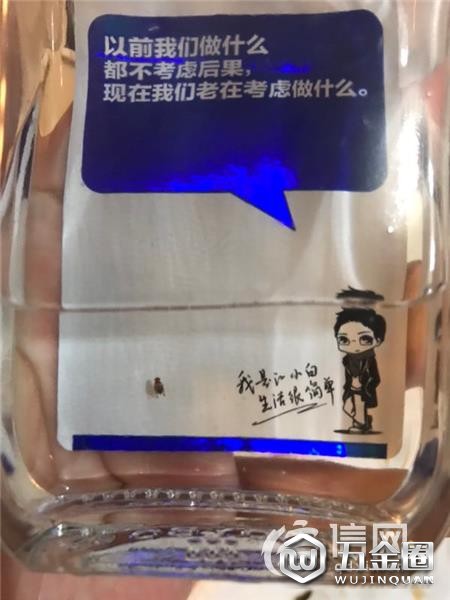 以前我们做什么
都不考虑后果，
现在我们老在考虑做什么。
我是江小白
生活很简单
信网
五金圈
WUJINQUAN